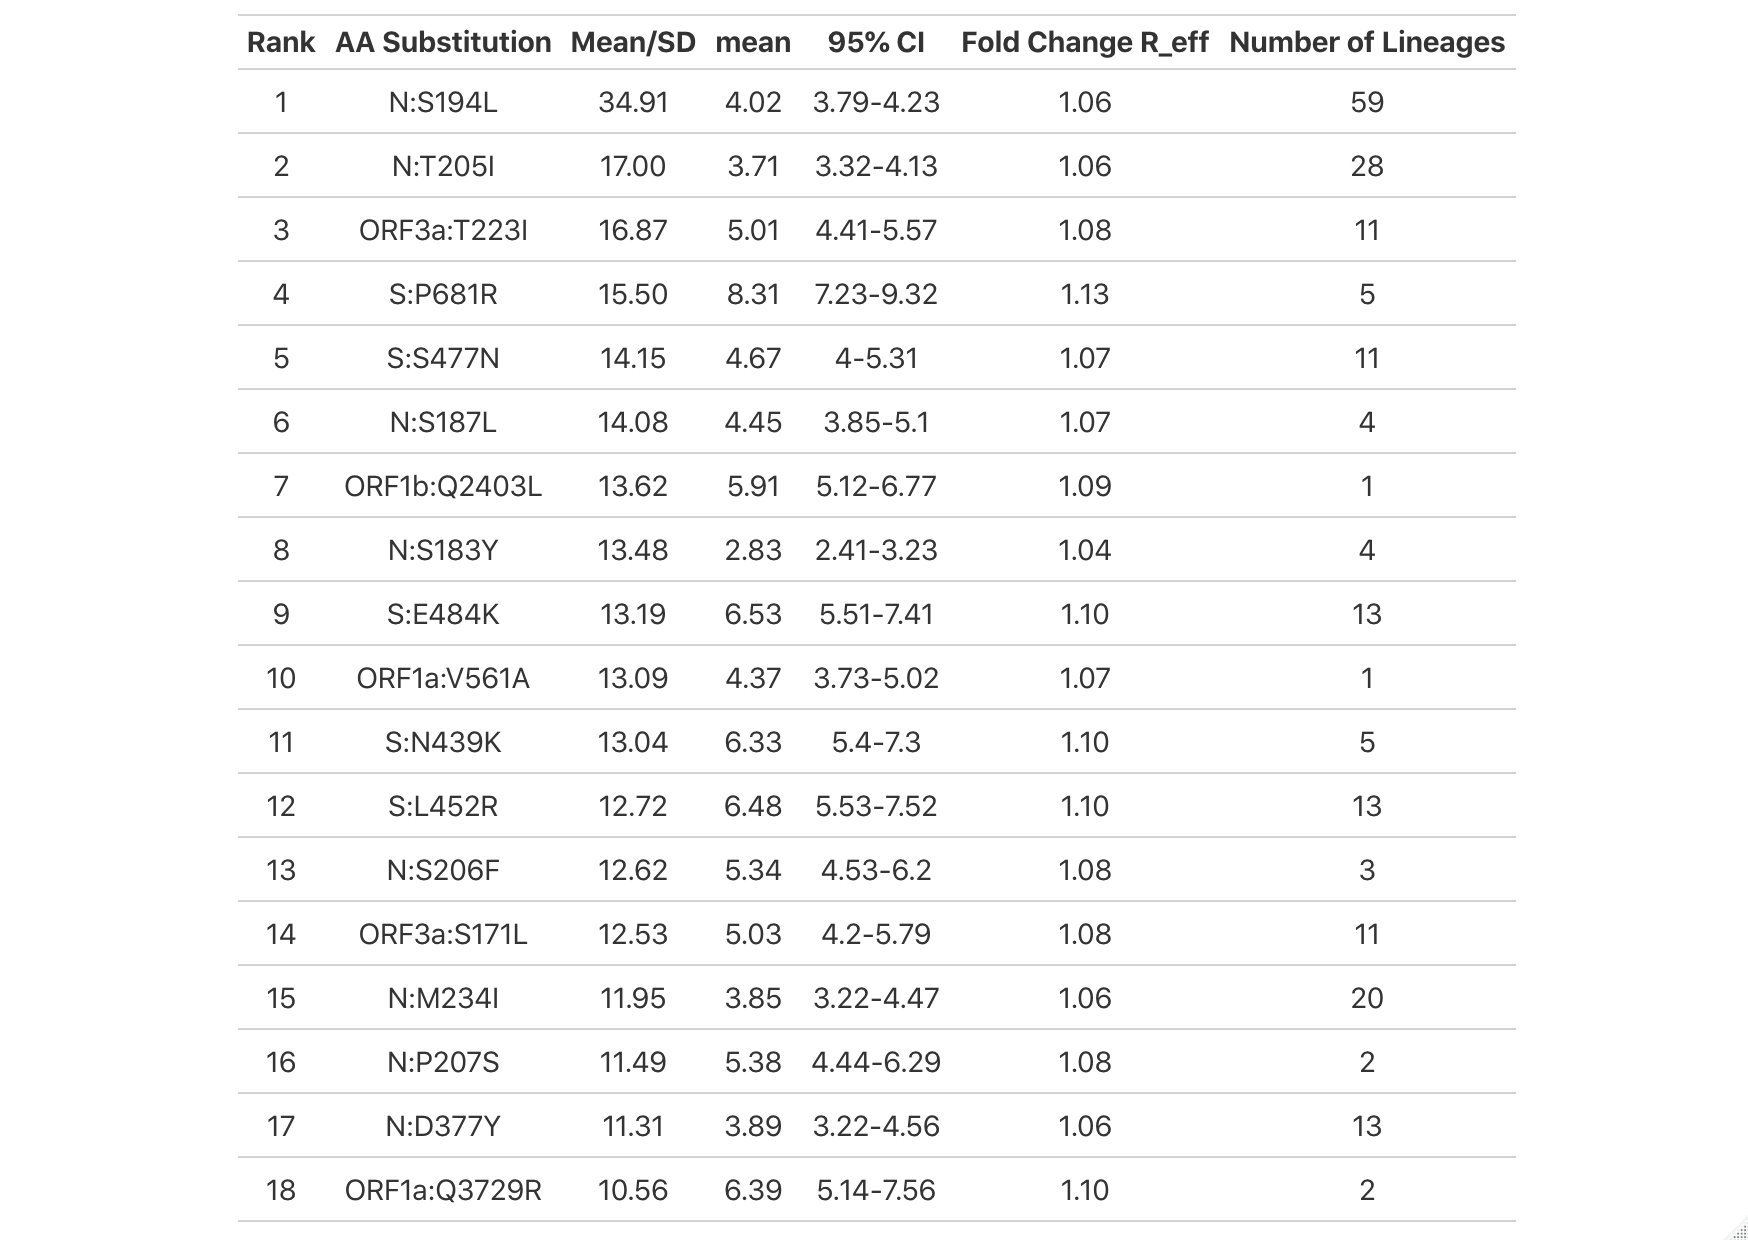 Rank AA Substitution Mean/SD mean 95% CI Fold Change R_eff Number of Lineages
1 N:S194L 34.91 4.02 3.79-4.23 1.06 59
2 N:T205I 17.00 3.71 3.32-4.13 1.06 28
3 ORF3a:T223I 16.87 5.01 4.41-5.57 1.08 11
4 S:P681R 15.50 8.31 7.23-9.32 1.13 5
5 S:S477N 14.15 4.67 4-5.31 1.07 11
6 N:S187L 14.08 4.45 3.85-5.1 1.07 4
7 ORF1b:Q2403L 13.62 5.91 5.12-6.77 1.09 1
8 N:S183Y 13.48 2.83 2.41-3.23 1.04 4
9 S:E484K 13.19 6.53 5.51-7.41 1.10 13
10 ORF1a:V561A 13.09 4.37 3.73-5.02 1.07 1
11 S:N439K 13.04 6.33 5.4-7.3 1.10 5
12 S:L452R 12.72 6.48 5.53-7.52 1.10 13
13 N:S206F 12.62 5.34 4.53-6.2 1.08 3
14 ORF3a:S171L 12.53 5.03 4.2-5.79 1.08 11
15 N:M234I 11.95 3.85 3.22-4.47 1.06 20
16 N:P207S 11.49 5.38 4.44-6.29 1.08 2
17 N:D377Y 11.31 3.89 3.22-4.56 1.06 13
18 ORF1a:Q3729R 10.56 6.39 5.14-7.56 1.10 2